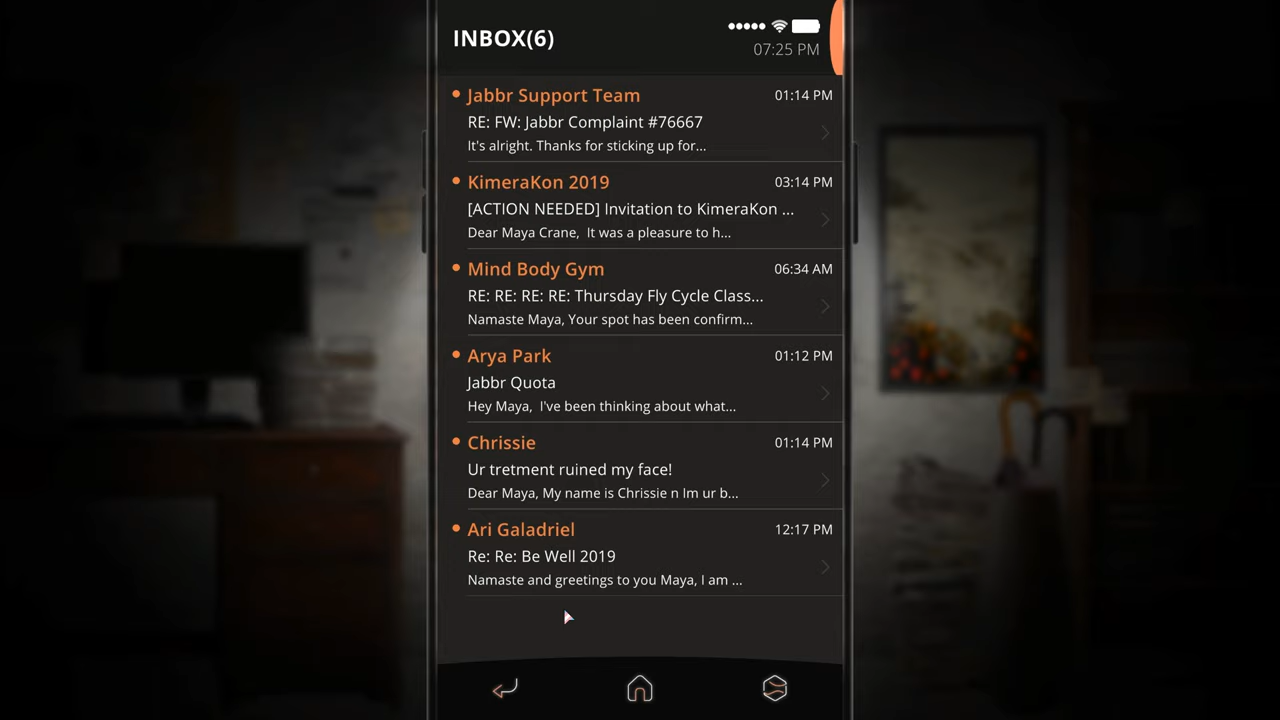 INBOX(6)
07:25 PM
Jabbr Support Team 01:14 PM
RE: FW: Jabbr Complaint #76667
It's alright. Thanks for sticking up for...
KimeraKon 2019 03:14 PM
[ACTION NEEDED] Invitation to KimeraKon ...
Dear Maya Crane,  It was a pleasure to h...
Mind Body Gym 06:34 AM
RE: RE: RE: RE: Thursday Fly Cycle Class...
Namaste Maya, Your spot has been confirm...
Arya Park 01:12 PM
Jabbr Quota
Hey Maya,  I've been thinking about what...
Chrissie 01:14 PM
Ur tretment ruined my face!
Dear Maya, My name is Chrissie n Im ur b...
Ari Galadriel 12:17 PM
Re: Re: Be Well 2019
Namaste and greetings to you Maya, I am ...